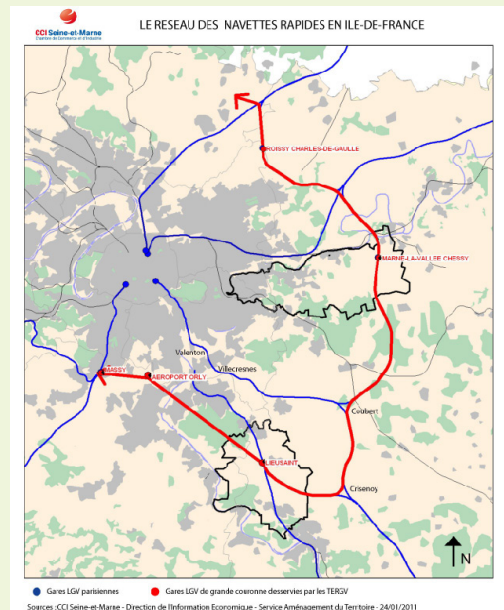 CCI Seine-et-Marne
Chambre de Commerce et d'Industrie
LE RESEAU DES NAVETTES RAPIDES EN ILE-DE-FRANCE
ROISSY CHARLES-DE-GAULLE
MARNE-LA-VALLEE CHESSY
Valenton
Villecresnes
MASSY
AEROPORT ORLY
Coubert
LIEUSAINT
Crisenoy
N
Gares LGV parisiennes
Gares LGV de grande couronne desservies par les TERGV
Sources :CCI Seine-et-Marne - Direction de l'Information Economique - Service Aménagement du Territoire - 24/01/2011